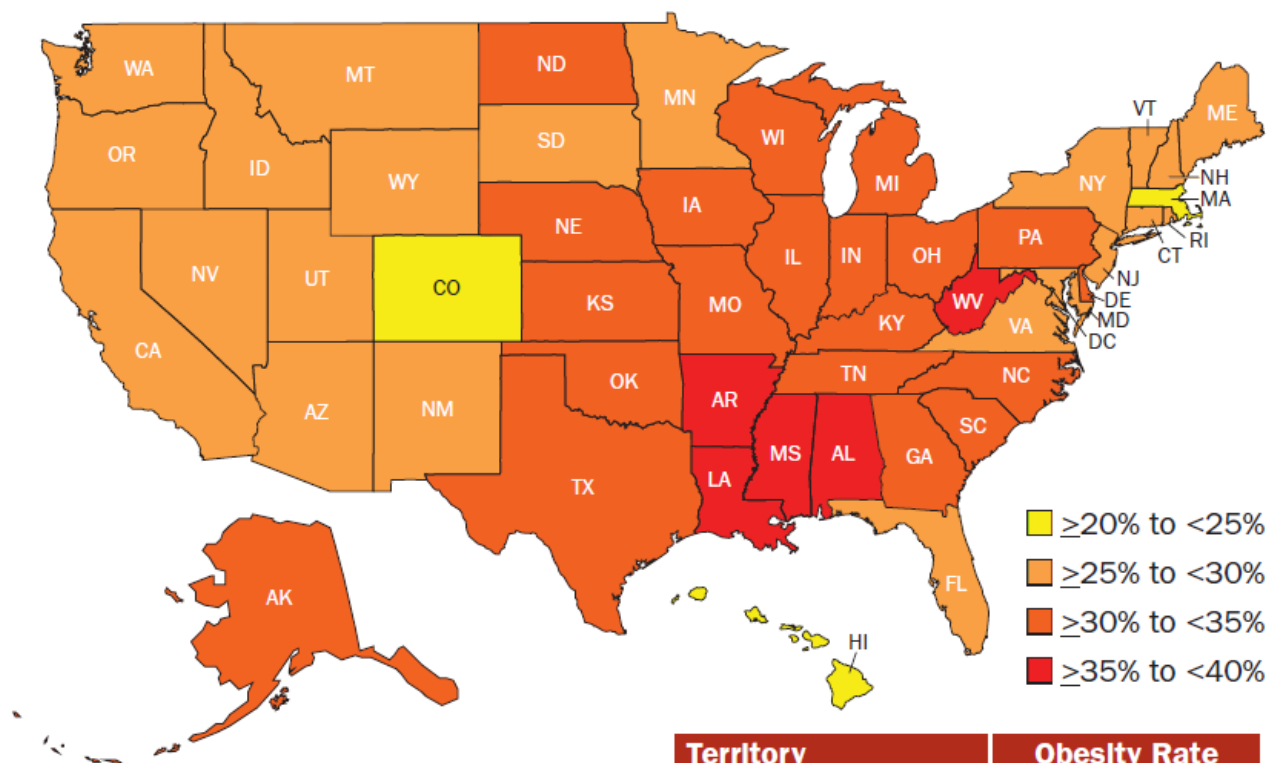 WA
MT
ND
MN
VT
ME
OR
ID
SD
WI
WY
MI
NY
NH
MA
IA
RI
NE
PA
CT
NV
UT
CO
IL
IN
OH
NJ
KS
MO
WV
DE
MD
KY
VA
DC
CA
TN
NC
OK
AR
AZ
NM
SC
MS
AL
GA
LA
TX
≥20% to <25%
≥25% to <30%
FL
AK
≥30% to <35%
HI
≥35% to <40%
Territory Obesity Rate